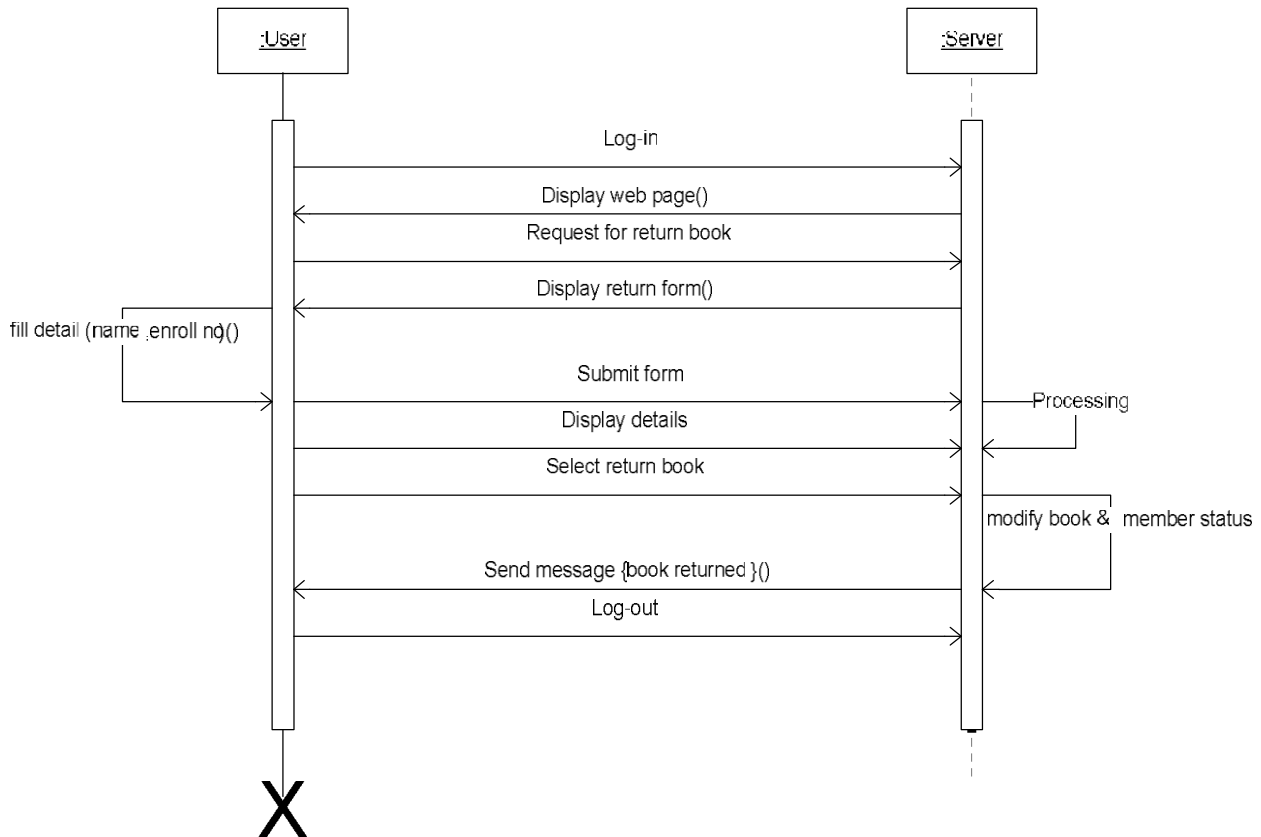 :User
:Server
Log-in
Display web page()
Request for return book
Display return form()
fill detail (name ,enroll no)()
Submit form
Processing
Display details
Select return book
modify book & member status
Send message {book returned }()
Log-out
X